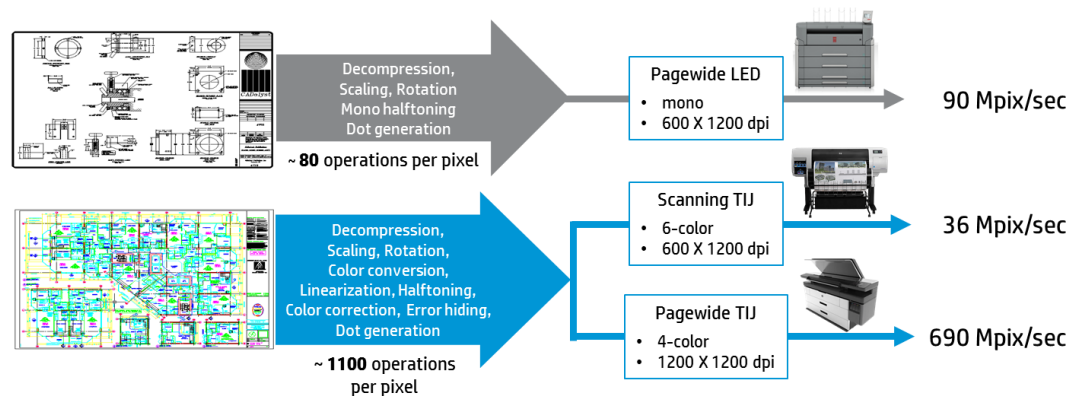 Decompression,
Scaling, Rotation
Mono halftoning
Dot generation
~ 80 operations per pixel
Pagewide LED
• mono
• 600 X 1200 dpi
90 Mpix/sec
Decompression,
Scaling, Rotation,
Color conversion,
Linearization, Halftoning,
Color correction, Error hiding,
Dot generation
~ 1100 operations
per pixel
Scanning TIJ
• 6-color
• 600 X 1200 dpi
36 Mpix/sec
Pagewide TIJ
• 4-color
• 1200 X 1200 dpi
690 Mpix/sec